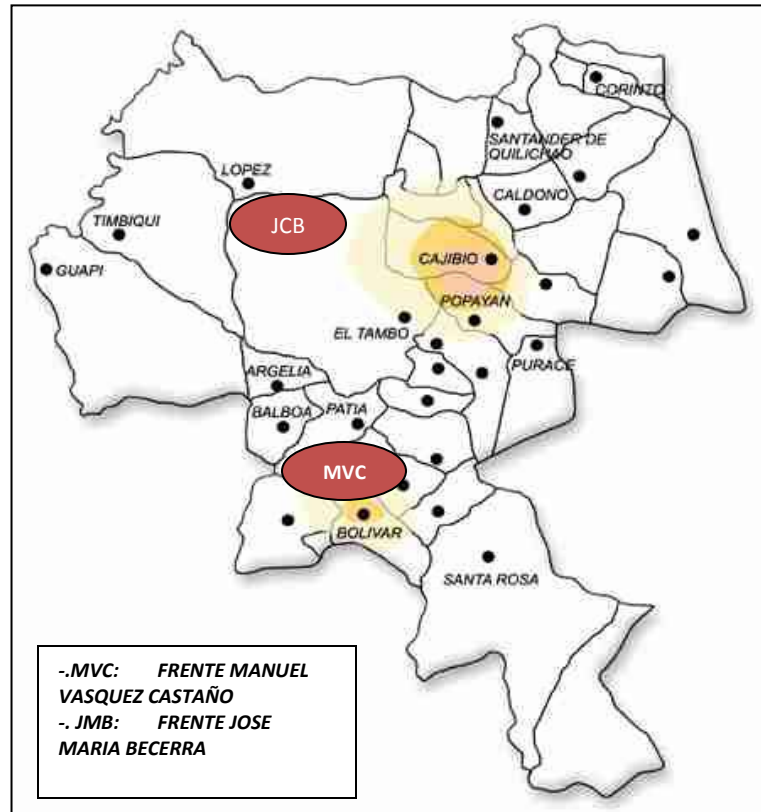 CORINTO
SANTANDER DE
QUILICHAO
LOPEZ
CALDONO
JCB
TIMBIQUI
CAJIBIO
GUAPI
POPAYAN
EL TAMBO
PURACE
ARGELIA
BALBOA
PATIA
MVC
BOLIVAR
SANTA ROSA
-.MVC: FRENTE MANUEL
VASQUEZ CASTAÑO
-. JMB: FRENTE JOSE
MARIA BECERRA